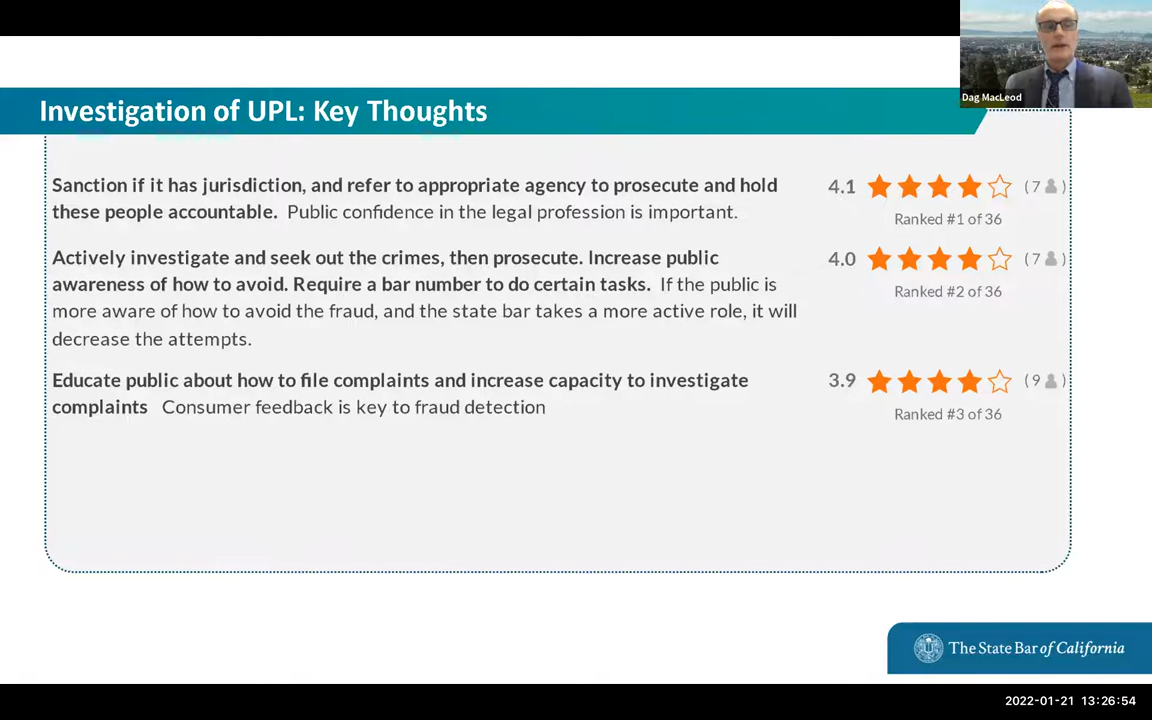 Dag MacLeod
Investigation of UPL: Key Thoughts
Sanction if it has jurisdiction, and refer to appropriate agency to prosecute and hold
these people accountable. Public confidence in the legal profession is important.
4.1
(7)
Ranked #1 of 36
Actively investigate and seek out the crimes, then prosecute. Increase public
awareness of how to avoid. Require a bar number to do certain tasks. If the public is
more aware of how to avoid the fraud, and the state bar takes a more active role, it will
decrease the attempts.
4.0
(7)
Ranked #2 of 36
Educate public about how to file complaints and increase capacity to investigate
complaints Consumer feedback is key to fraud detection
3.9
(9)
Ranked #3 of 36
The State Bar of California
2022-01-21 13:26:54